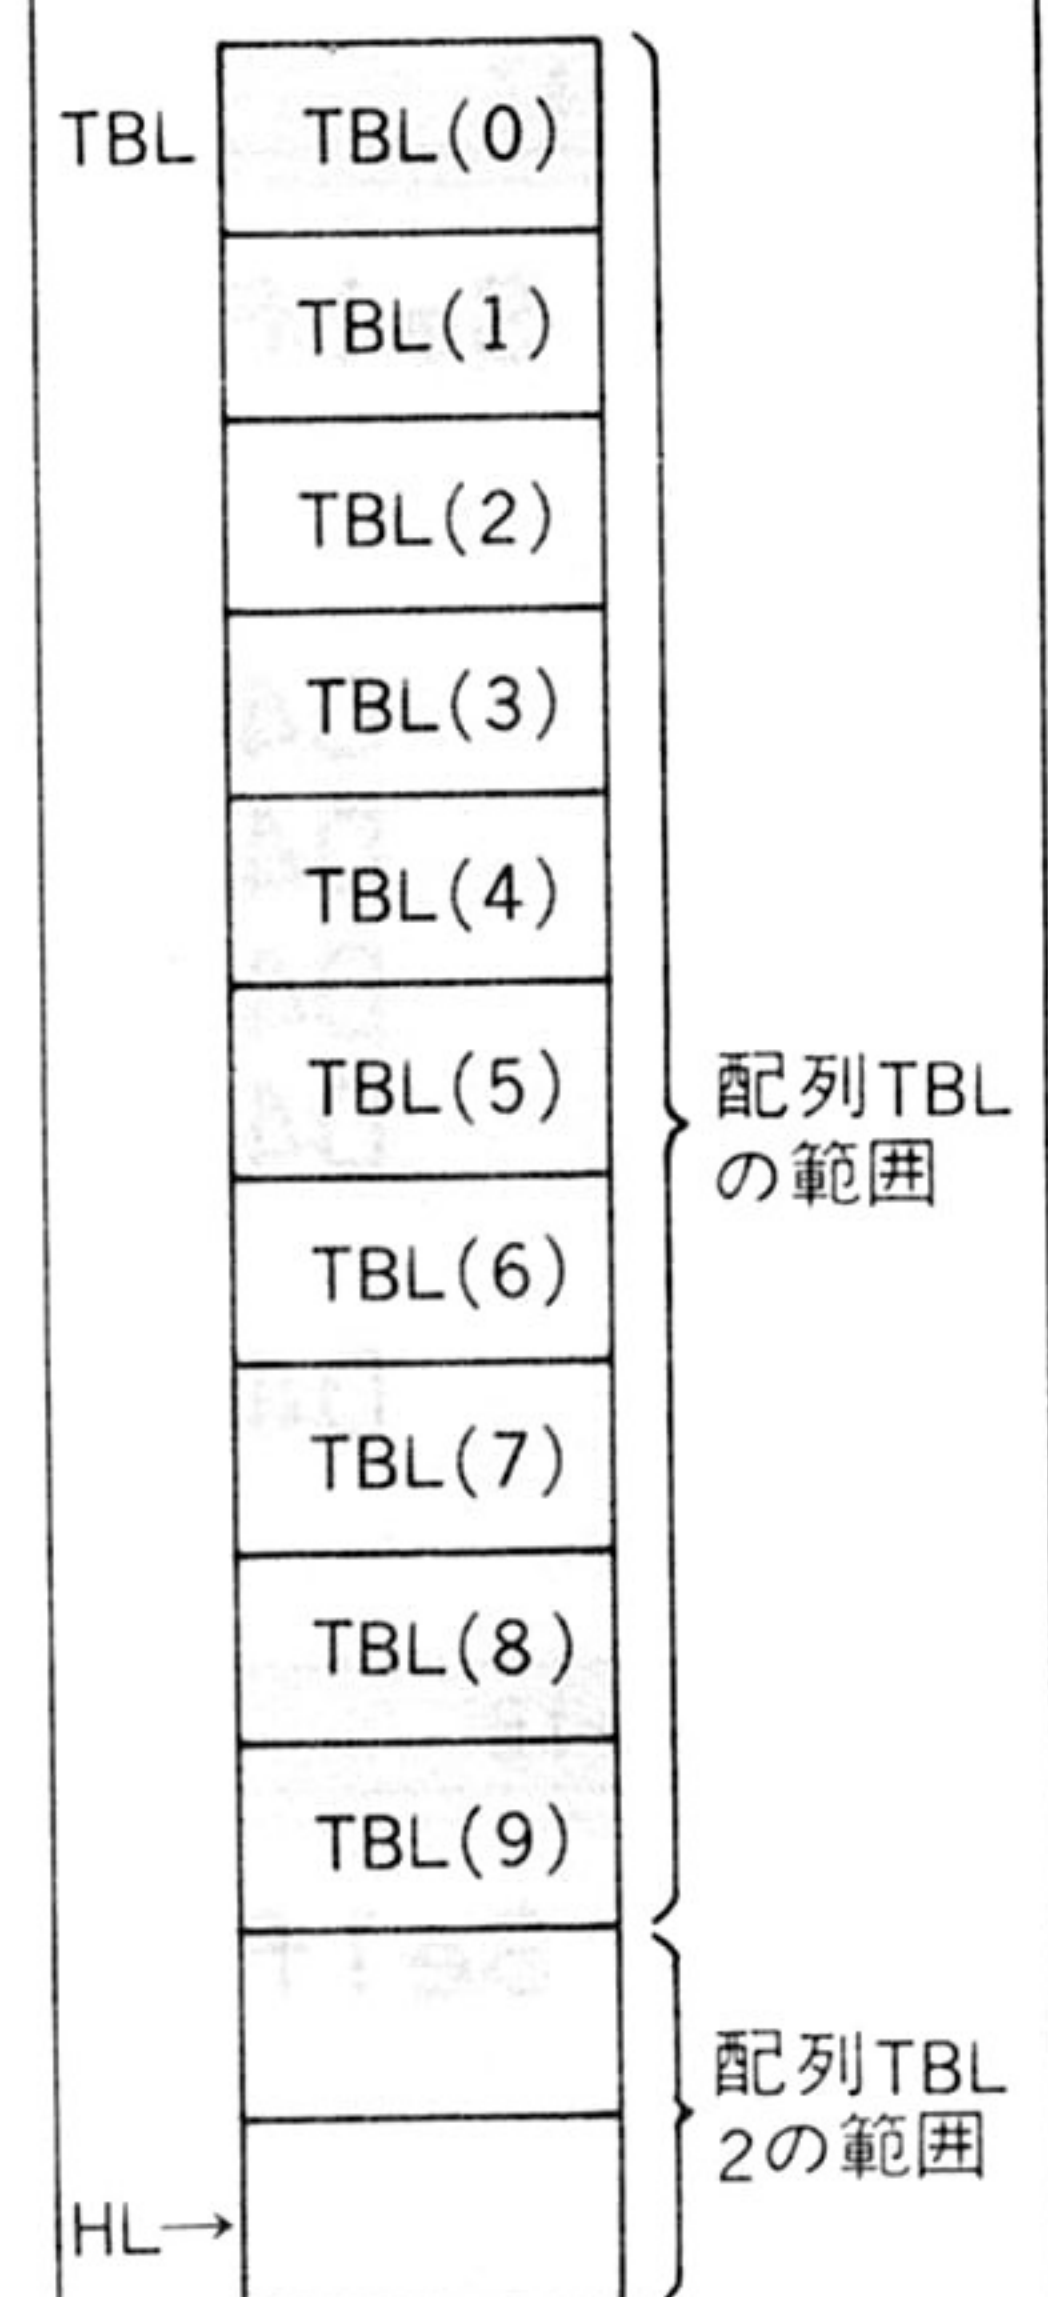 TBL TBL(0)
TBL(1)
TBL(2)
TBL(3)
TBL(4)
TBL(5)
配列TBL
の範囲
TBL(6)
TBL(7)
TBL(8)
TBL(9)
配列TBL
2の範囲
HL→